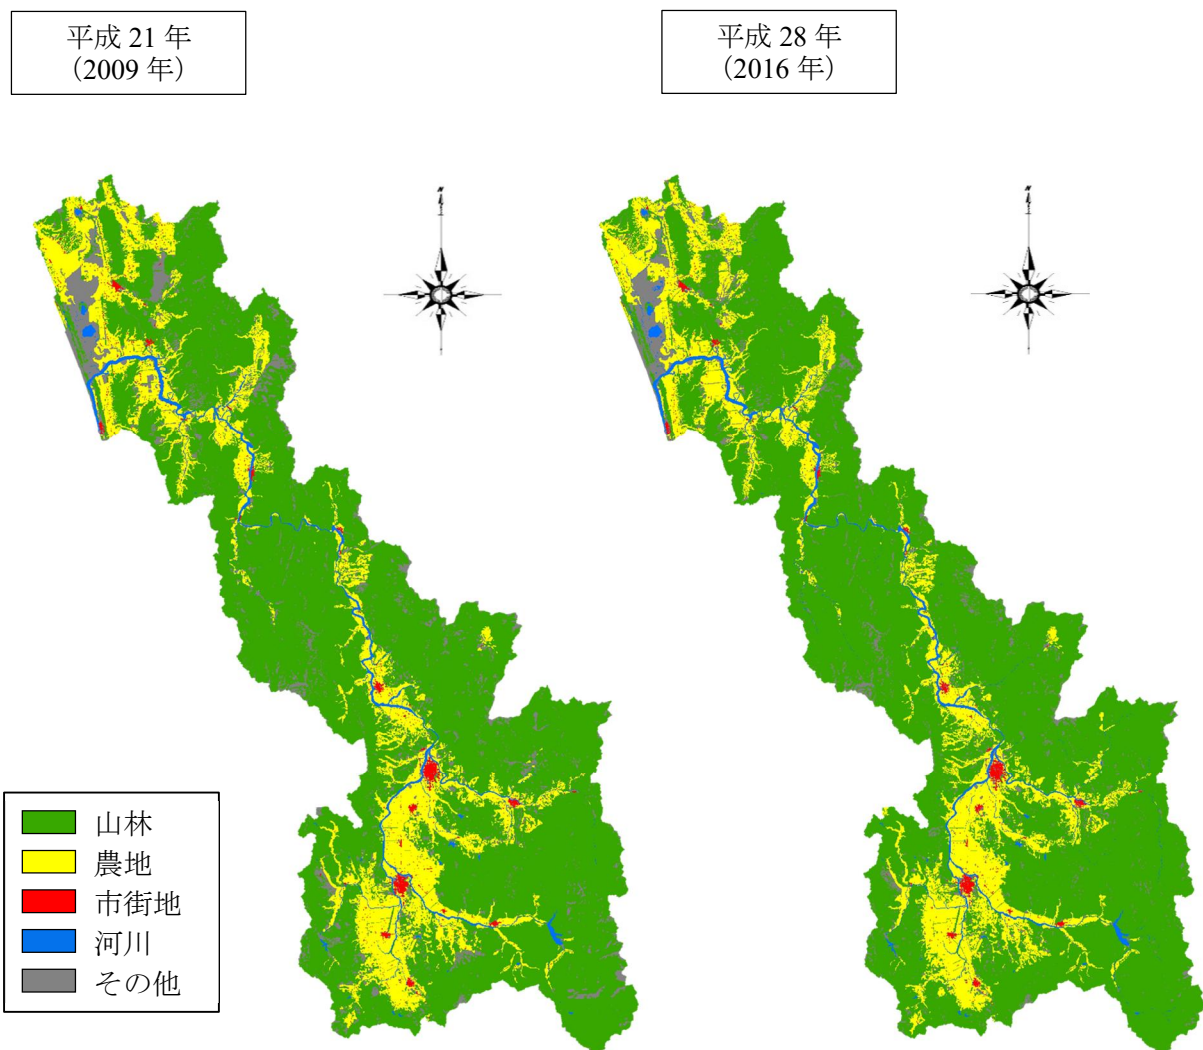 平成 21 年
(2009 年)
平成 28 年
(2016 年)
山林
農地
市街地
河川
その他